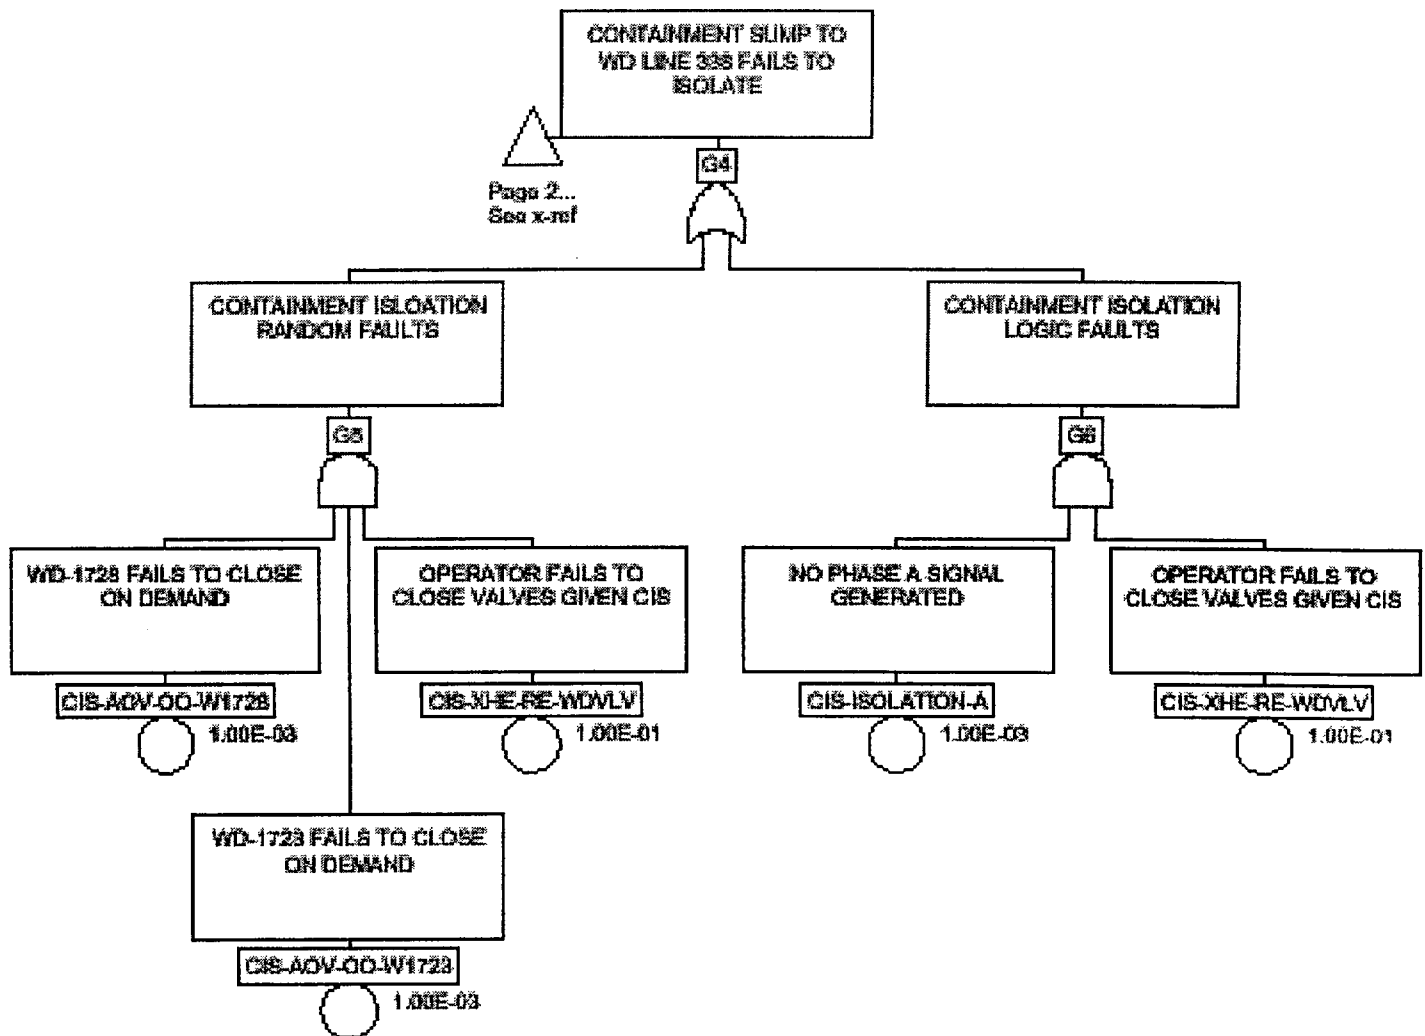 CONTAINMENT SUMP TO
WD LINE 338 FAILS TO
ISOLATE
Page 2...
See x-ref
G4
CONTAINMENT ISLOATION
RANDOM FAULTS
CONTAINMENT ISOLATION
LOGIC FAULTS
G5
G6
WD-1728 FAILS TO CLOSE
ON DEMAND
OPERATOR FAILS TO
CLOSE VALVES GIVEN CIS
NO PHASE A SIGNAL
GENERATED
OPERATOR FAILS TO
CLOSE VALVES GIVEN CIS
CIS-AOV-OO-W1728
1.00E-03
CIS-XHE-RE-WDVLV
1.00E-01
CIS-ISOLATION-A
1.00E-03
CIS-XHE-RE-WDVLV
1.00E-01
WD-1723 FAILS TO CLOSE
ON DEMAND
CIS-AOV-OO-W1723
1.00E-03